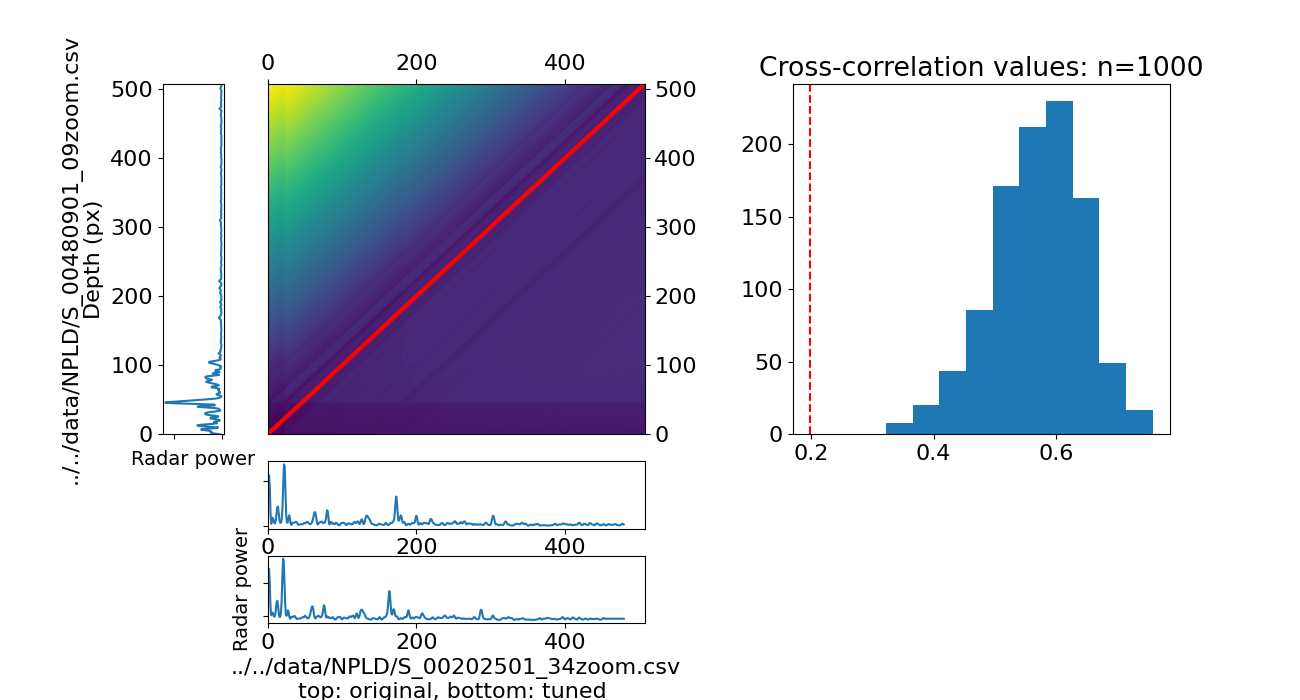 ../../data/NPLD/S_00480901_09zoom.csv
Depth (px)
500
400
300
200
100
0
Radar power
0 200 400
500
400
300
200
100
0
0 200 400
Radar power
0 200 400
../../data/NPLD/S_00202501_34zoom.csv
top: original, bottom: tuned
Cross-correlation values: n=1000
200
150
100
50
0
0.2 0.4 0.6